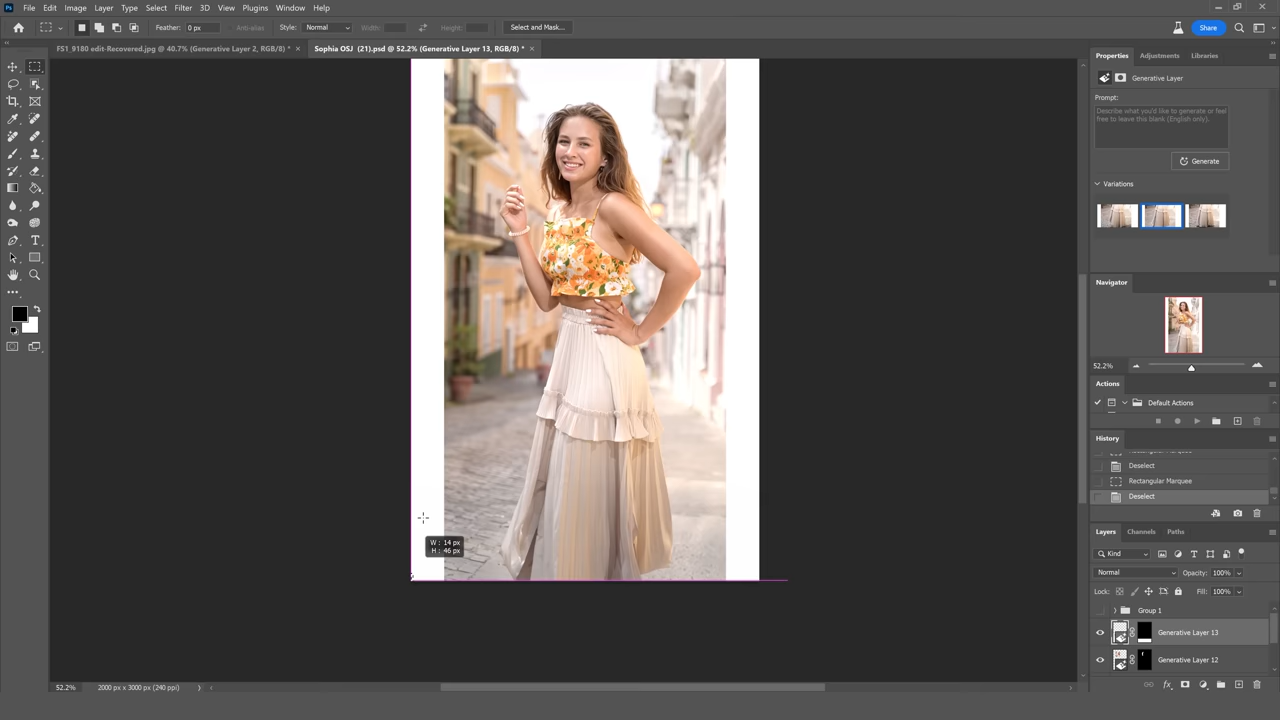 Ps File Edit Image Layer Type Select Filter 3D View Plugins Window Help
Feather: 0 px Anti-alias Style: Normal Width: Height: Select and Mask... Share
FS1_9180 edit-Recovered.jpg @ 40.7% (Generative Layer 2, RGB/8) * × Sophia OSJ (21).psd @ 52.2% (Generative Layer 13, RGB/8) * ×
Properties Adjustments Libraries
Generative Layer
Prompt:
Describe what you'd like to generate or feel
free to leave this blank (English only).
Generate
Variations
Navigator
52.2%
Actions
Default Actions
History
Deselect
Rectangular Marquee
Deselect
W: 14 px
H: 46 px
Layers Channels Paths
Kind
Normal Opacity: 100%
Lock: Fill: 100%
Group 1
Generative Layer 13
Generative Layer 12
52.2% 2000 px x 3000 px (240 ppi)